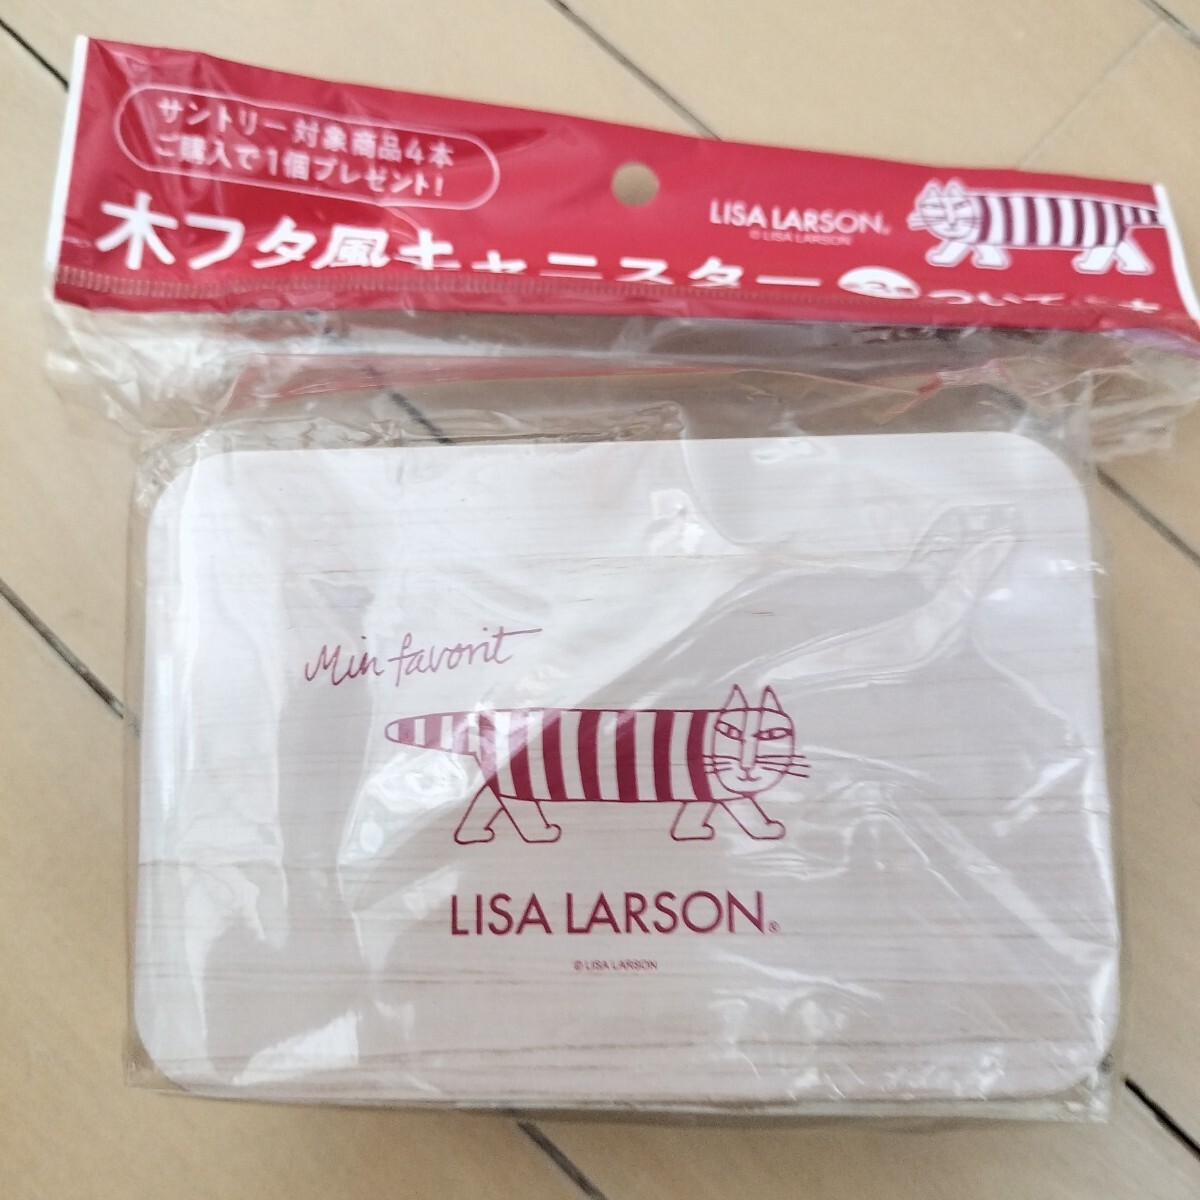 サントリー対象商品4本
ご購入で1個プレゼント!
LISA LARSON®
© LISA LARSON
木フタ風キャニスター
Min favorit
LISA LARSON®
© LISA LARSON